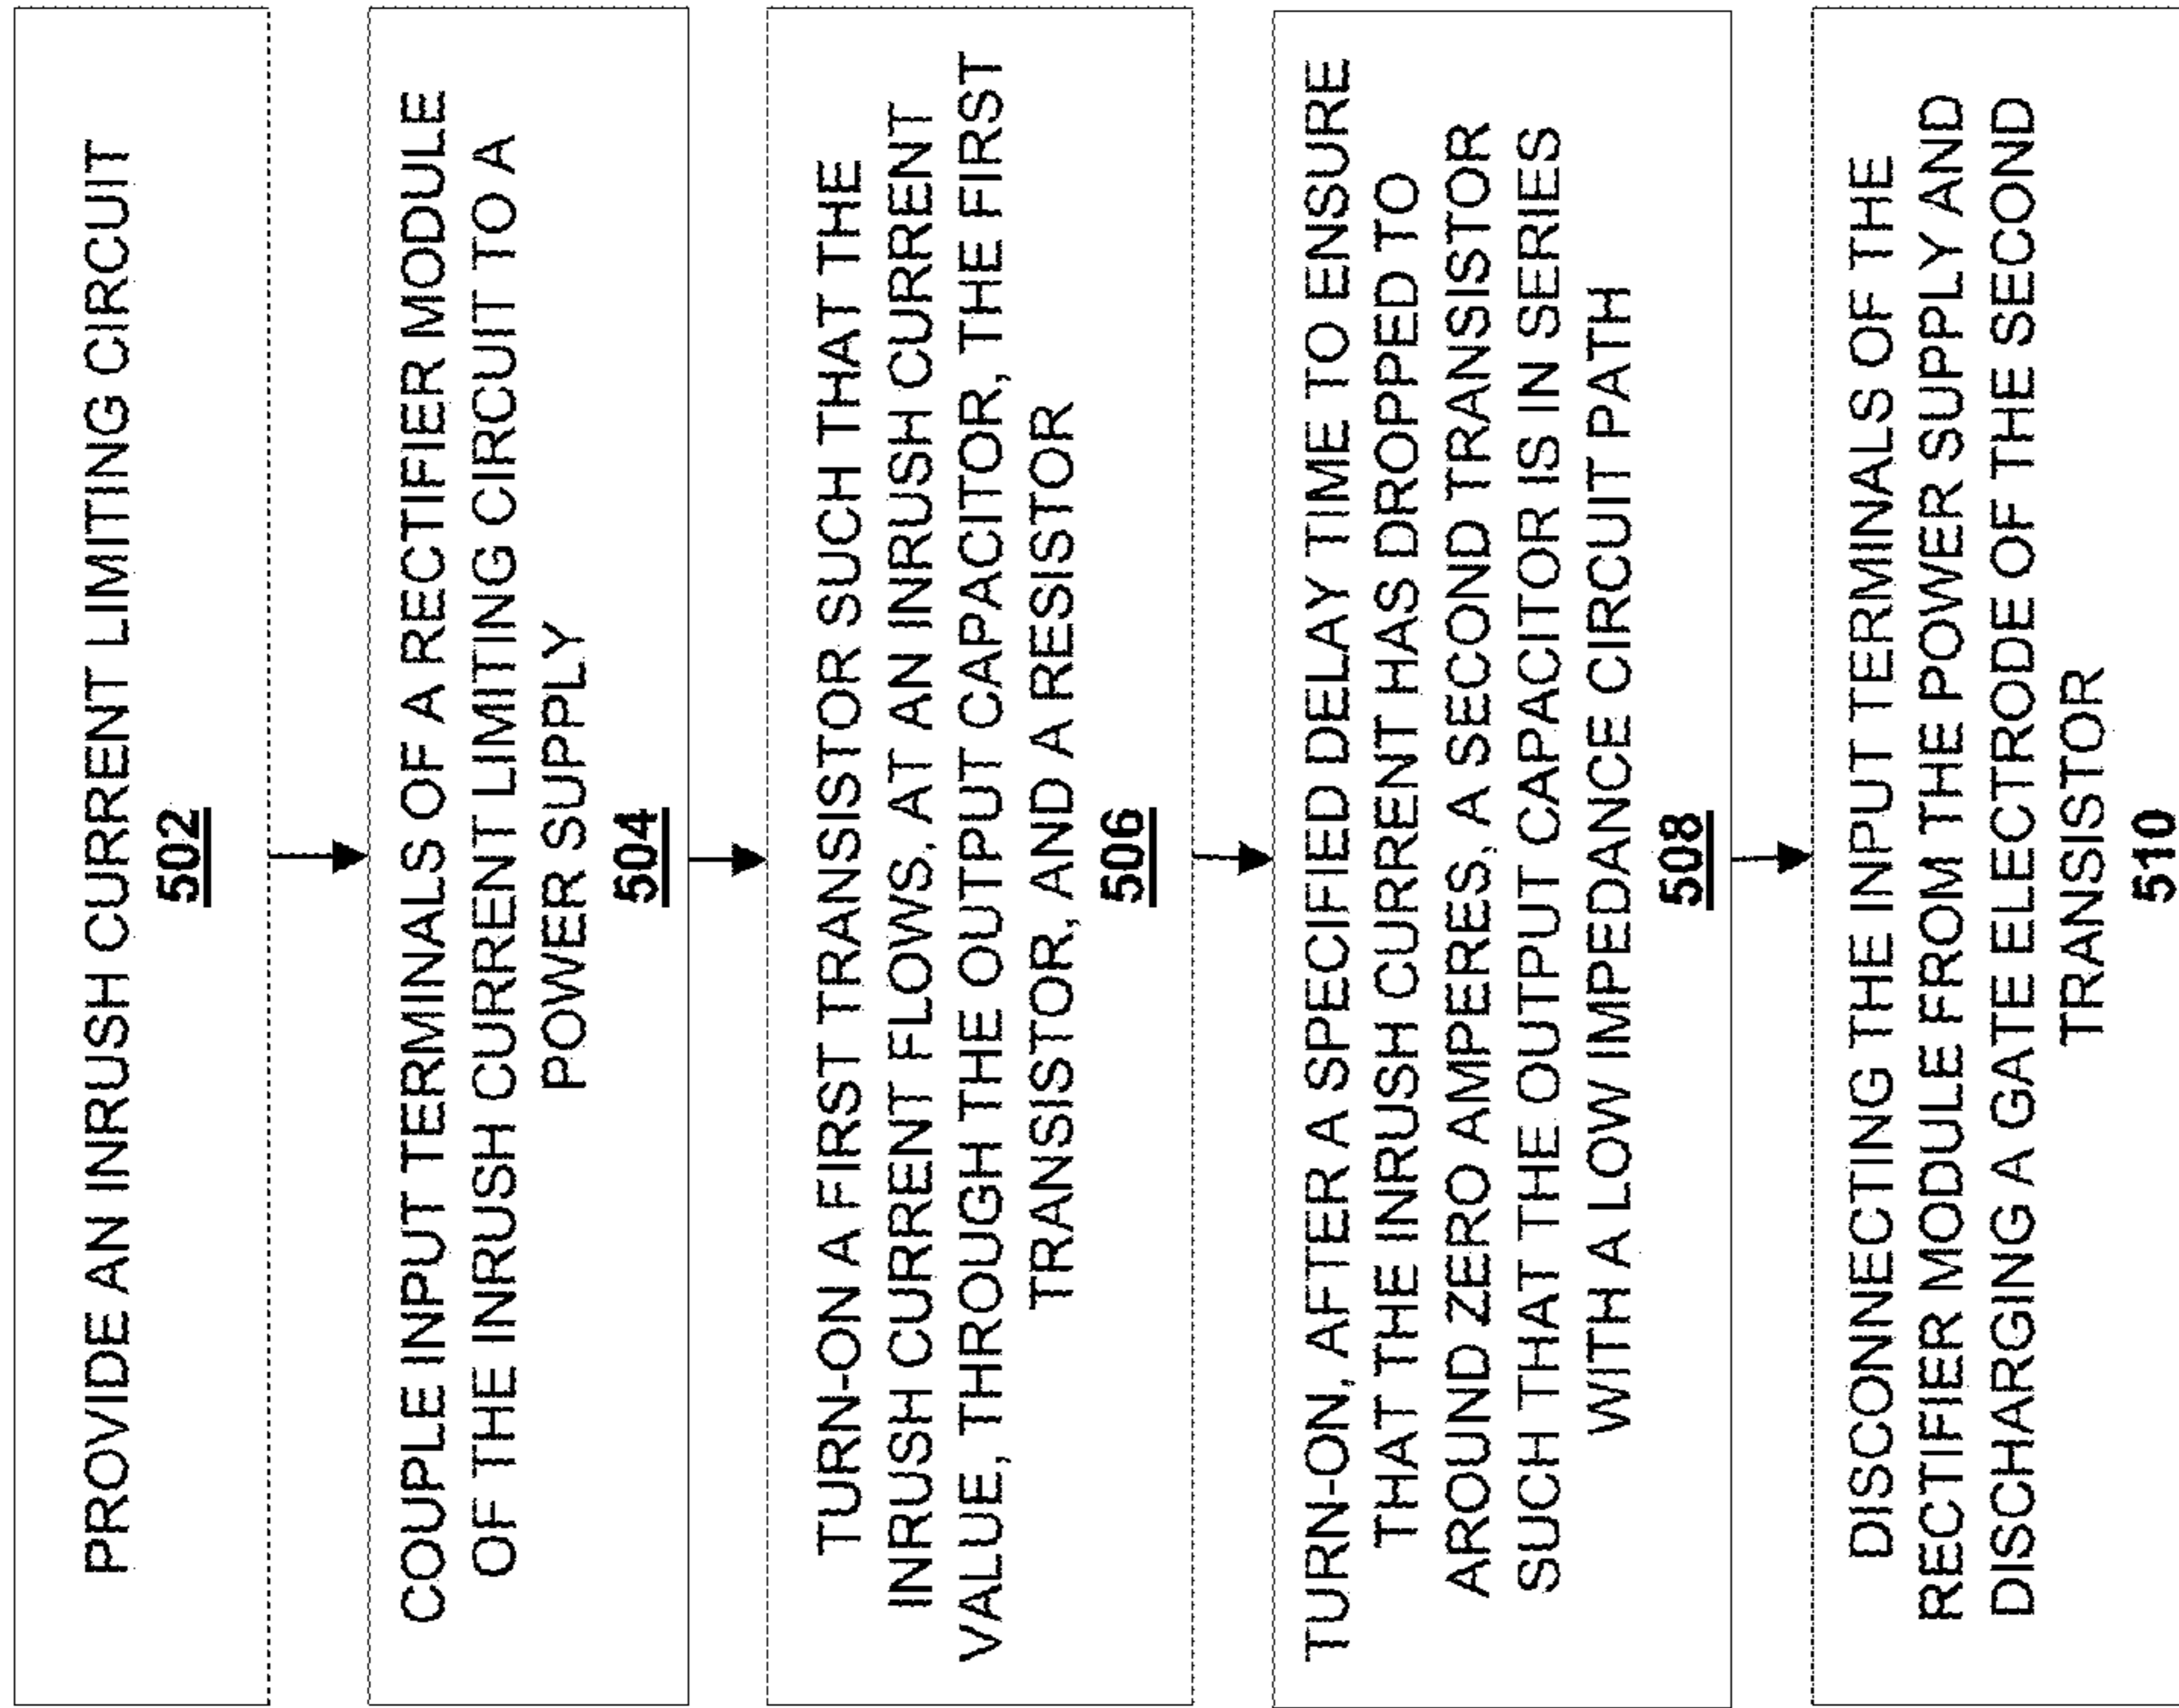 PROVIDE AN INRUSH CURRENT LIMITING CIRCUIT
502
COUPLE INPUT TERMINALS OF A RECTIFIER MODULE
OF THE INRUSH CURRENT LIMITING CIRCUIT TO A
POWER SUPPLY
504
TURN-ON A FIRST TRANSISTOR SUCH THAT THE
INRUSH CURRENT FLOWS, AT AN INRUSH CURRENT
VALUE, THROUGH THE OUTPUT CAPACITOR, THE FIRST
TRANSISTOR, AND A RESISTOR
506
TURN-ON, AFTER A SPECIFIED DELAY TIME TO ENSURE
THAT THE INRUSH CURRENT HAS DROPPED TO
AROUND ZERO AMPERES, A SECOND TRANSISTOR
SUCH THAT THE OUTPUT CAPACITOR IS IN SERIES
WITH A LOW IMPEDANCE CIRCUIT PATH
508
DISCONNECTING THE INPUT TERMINALS OF THE
RECTIFIER MODULE FROM THE POWER SUPPLY AND
DISCHARGING A GATE ELECTRODE OF THE SECOND
TRANSISTOR
510